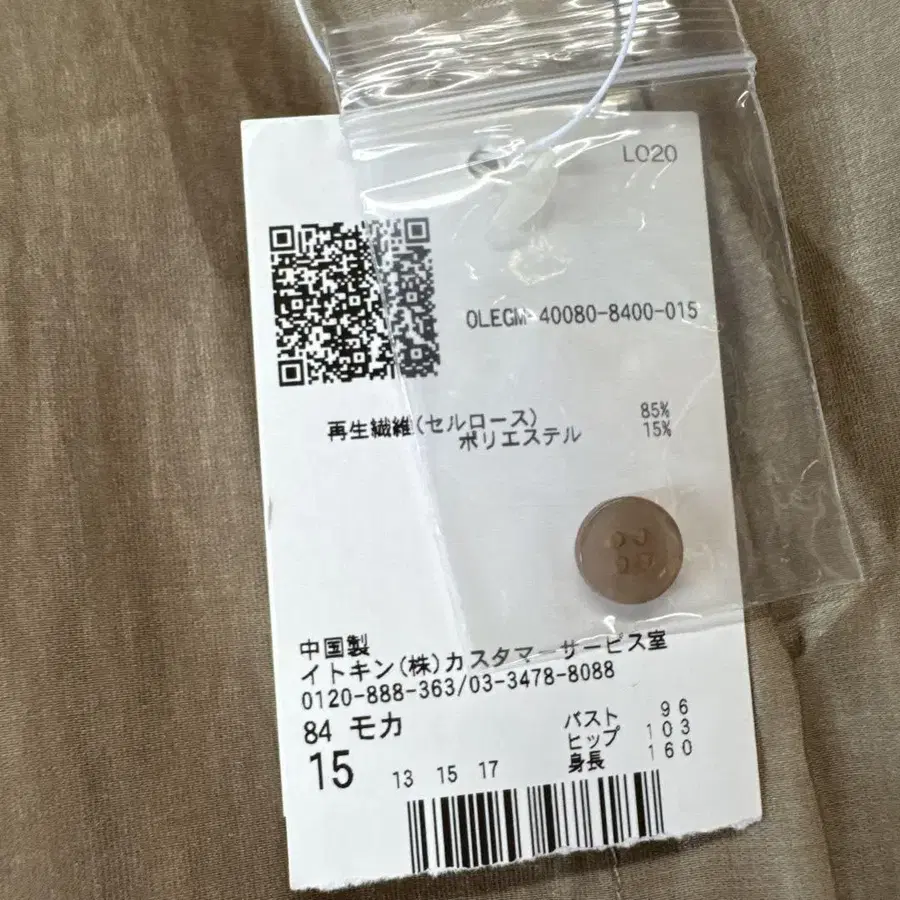 LO20
OLEGM-40080-8400-015
再生繊維(セルロース) 85%
ポリエステル 15%
中国製
イトキン(株)カスタマーサービス室
0120-888-363/03-3478-8088
84 モカ
15
13 15 17
バスト 96
ヒップ 103
身長 160